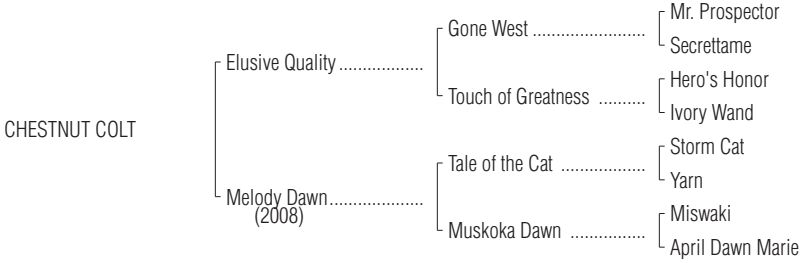 Mr. Prospector
Gone West ........................
Secrettame
Elusive Quality ..................
Hero's Honor
Touch of Greatness ..........
Ivory Wand
CHESTNUT COLT
Storm Cat
Tale of the Cat ..................
Yarn
Melody Dawn....................
(2008)
Miswaki
Muskoka Dawn ................
April Dawn Marie